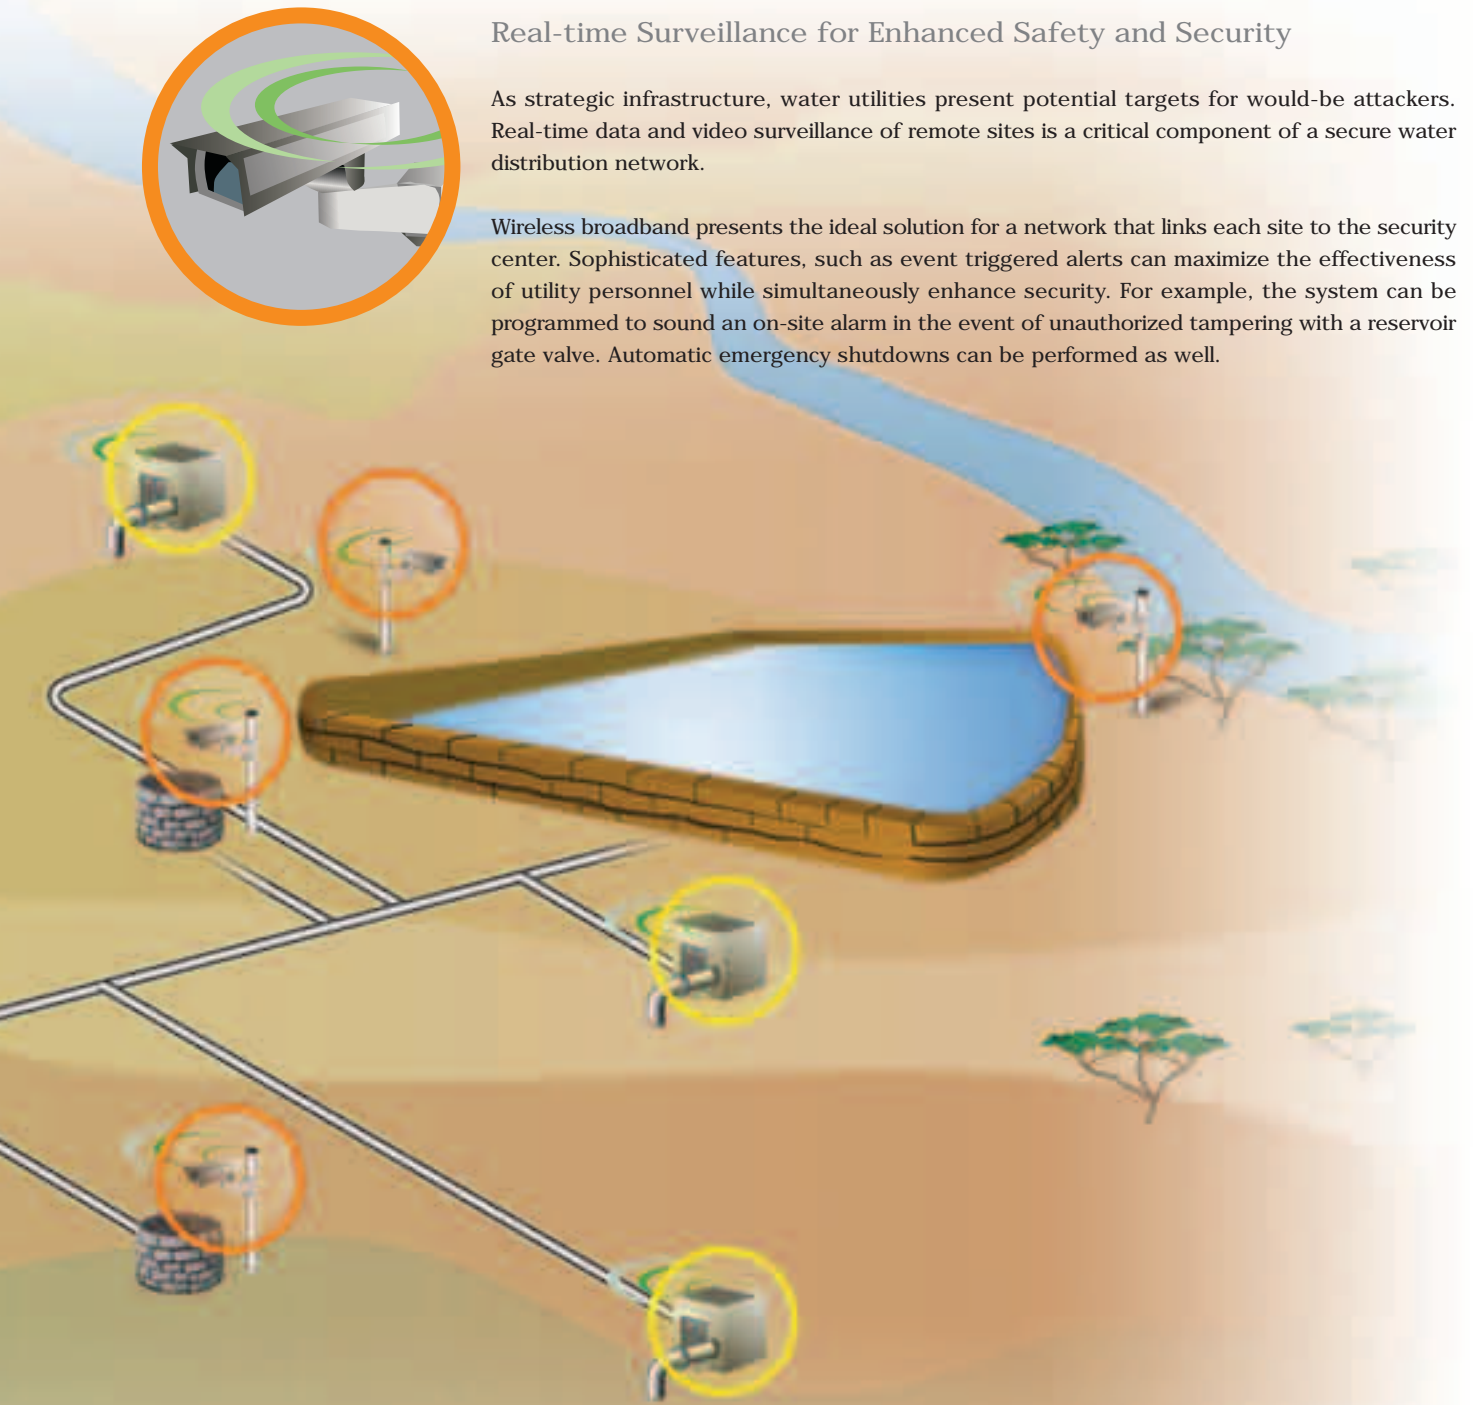 Real-time Surveillance for Enhanced Safety and Security
As strategic infrastructure, water utilities present potential targets for would-be attackers.
Real-time data and video surveillance of remote sites is a critical component of a secure water
distribution network.
Wireless broadband presents the ideal solution for a network that links each site to the security
center. Sophisticated features, such as event triggered alerts can maximize the effectiveness
of utility personnel while simultaneously enhance security. For example, the system can be
programmed to sound an on-site alarm in the event of unauthorized tampering with a reservoir
gate valve. Automatic emergency shutdowns can be performed as well.